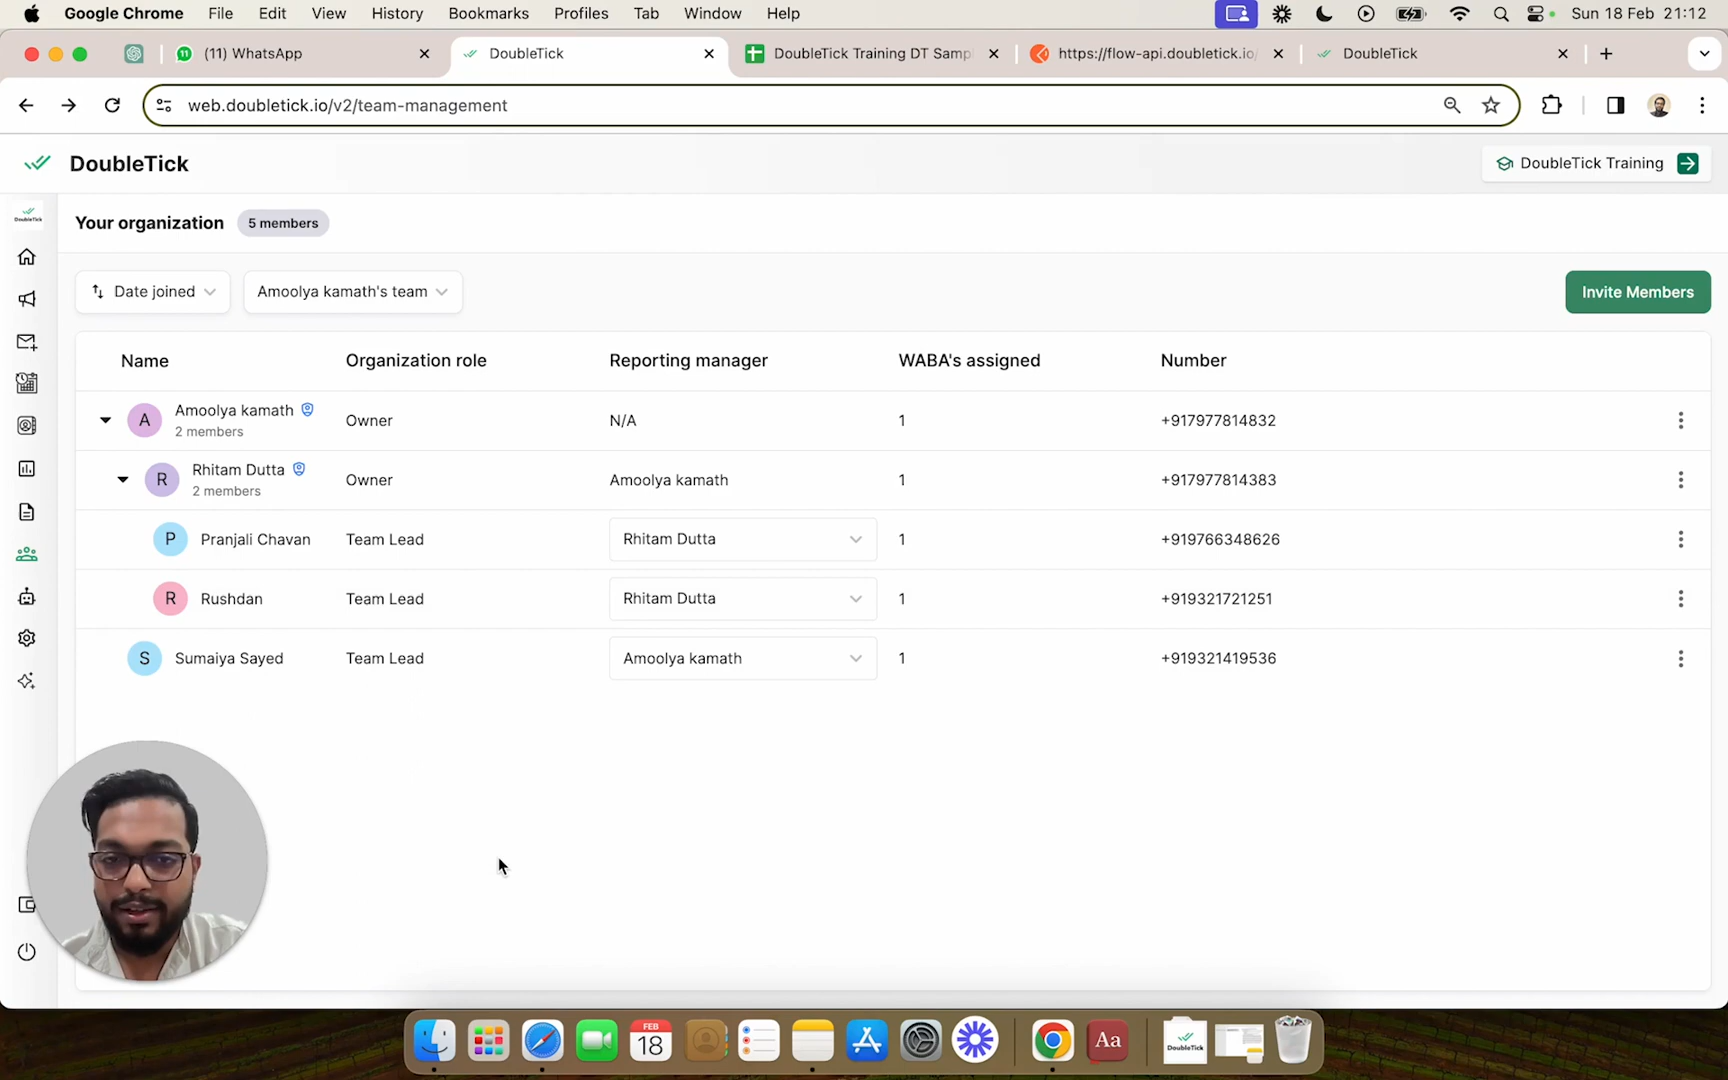 Google Chrome File Edit View History Bookmarks Profiles Tab Window Help Sun 18 Feb 21:12
(11) WhatsApp DoubleTick DoubleTick Training DT Samp https://flow-api.doubletick.io/ DoubleTick
web.doubletick.io/v2/team-management
DoubleTick DoubleTick Training
DoubleTick
Your organization 5 members
Date joined Amoolya kamath's team Invite Members
Name Organization role Reporting manager WABA's assigned Number
A Amoolya kamath Owner N/A 1 +917977814832
2 members
R Rhitam Dutta Owner Amoolya kamath 1 +917977814383
2 members
P Pranjali Chavan Team Lead Rhitam Dutta 1 +919766348626
R Rushdan Team Lead Rhitam Dutta 1 +919321721251
S Sumaiya Sayed Team Lead Amoolya kamath 1 +919321419536
FEB
18
Aa
DoubleTick